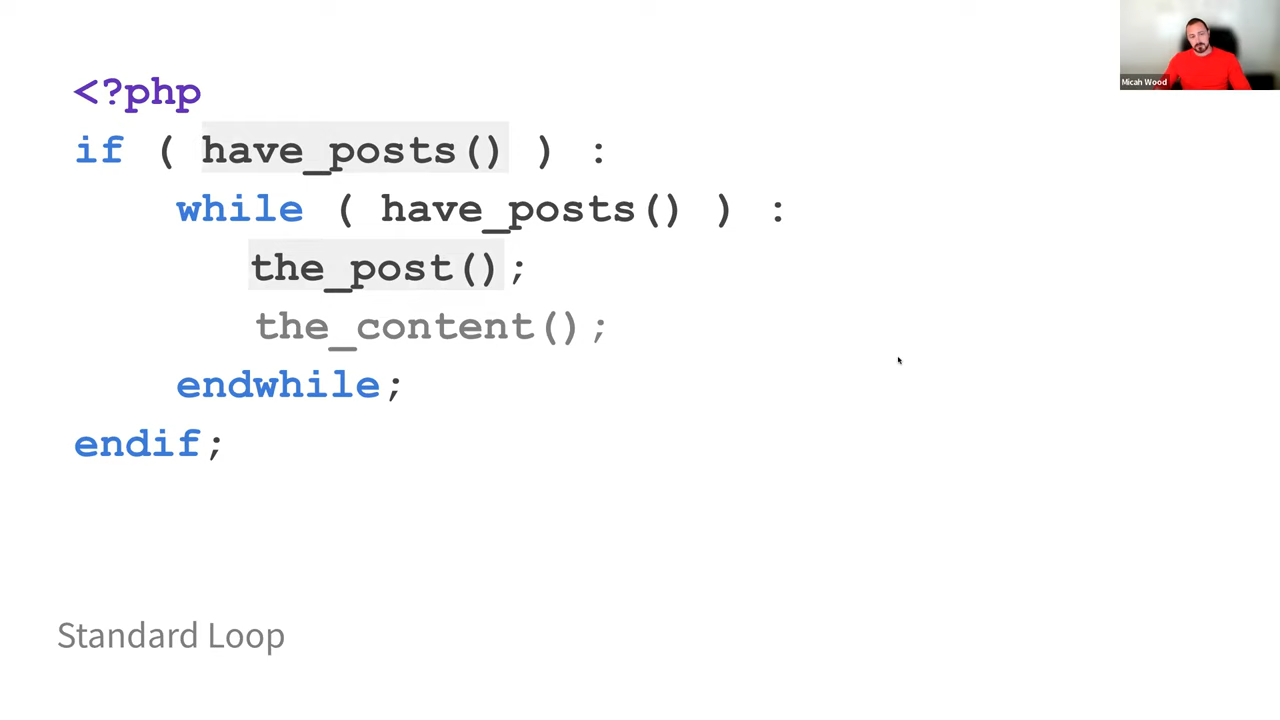 <?php
if ( have_posts() ) :
while ( have_posts() ) :
the_post();
the_content();
endwhile;
endif;
Standard Loop
Micah Wood